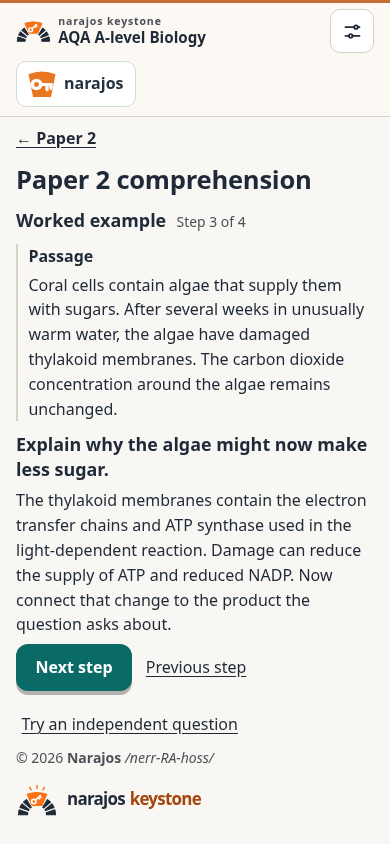 narajos keystone
AQA A-level Biology
narajos
← Paper 2
Paper 2 comprehension
Worked example Step 3 of 4
Passage
Coral cells contain algae that supply them
with sugars. After several weeks in unusually
warm water, the algae have damaged
thylakoid membranes. The carbon dioxide
concentration around the algae remains
unchanged.
Explain why the algae might now make
less sugar.
The thylakoid membranes contain the electron
transfer chains and ATP synthase used in the
light-dependent reaction. Damage can reduce
the supply of ATP and reduced NADP. Now
connect that change to the product the
question asks about.
Next step Previous step
Try an independent question
© 2026 Narajos /nerr-RA-hoss/
narajos keystone